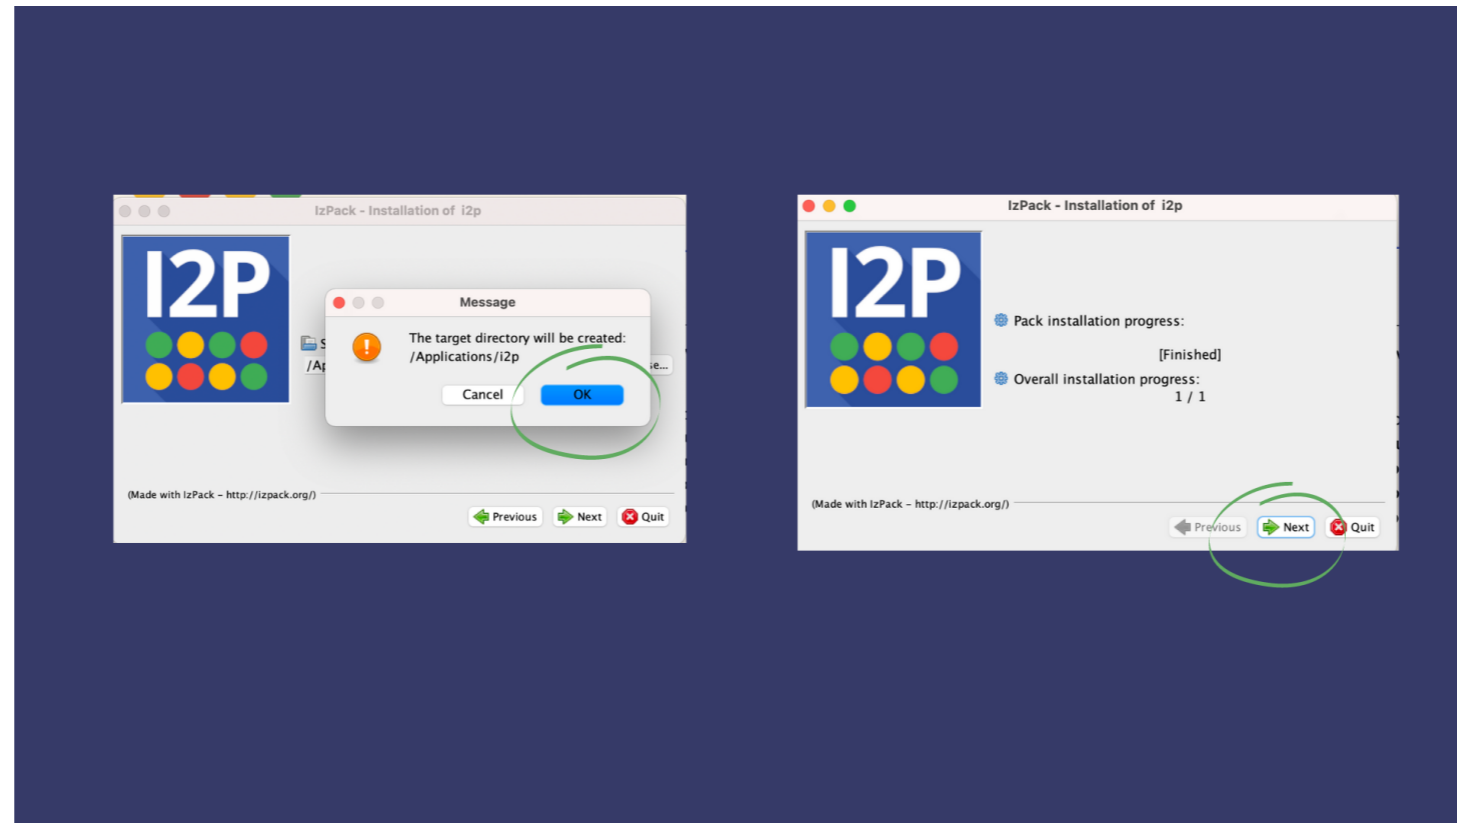 IzPack - Installation of i2p
I2P
Message
The target directory will be created:
/Applications/i2p
Cancel
OK
(Made with IzPack - http://izpack.org/)
Previous
Next
Quit
IzPack - Installation of i2p
I2P
Pack installation progress:
[Finished]
Overall installation progress:
1 / 1
(Made with IzPack - http://izpack.org/)
Previous
Next
Quit